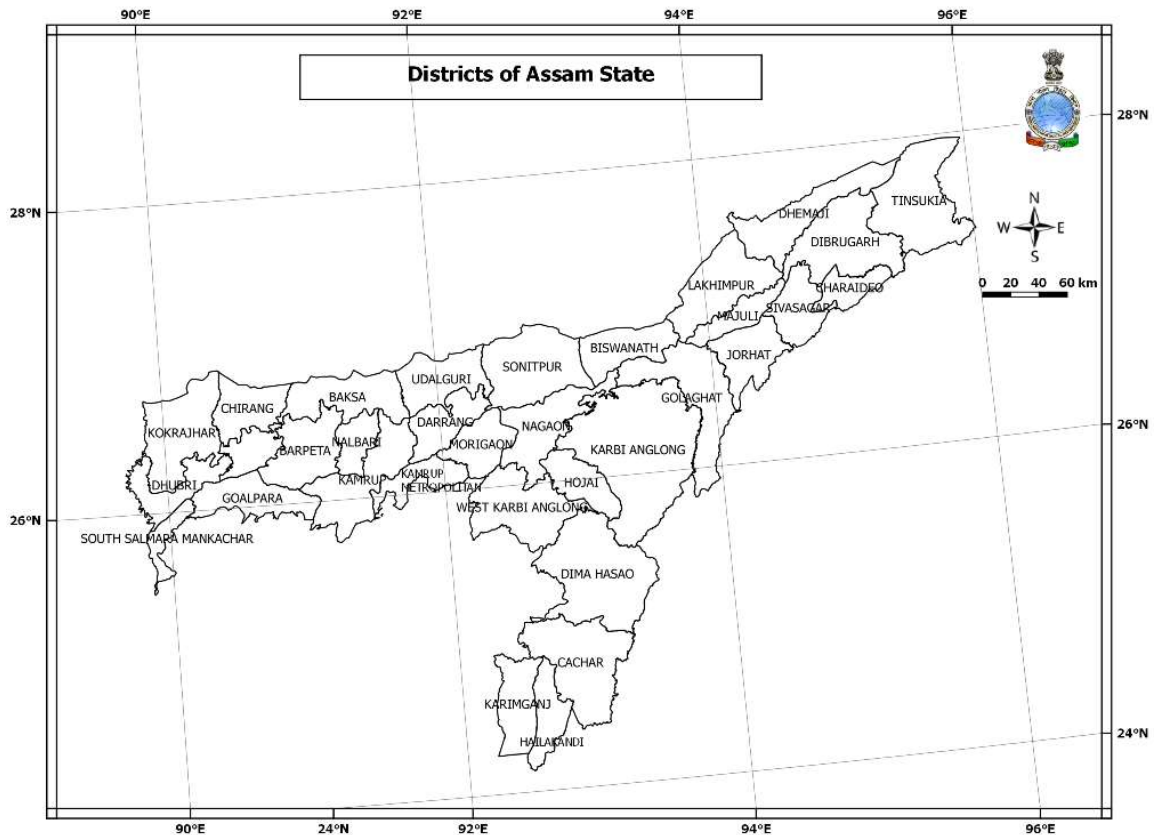 90°E 92°E 94°E 96°E
Districts of Assam State
28°N
28°N
N
W E
S
0 20 40 60 km
TINSUKIA
DHEMAJI
DIBRUGARH
LAKHIMPUR
CHARAIDEO
SIVASAGAR
MAJULI
JORHAT
BISWANATH
SONITPUR
UDALGURI
GOLAGHAT
BAKSA
CHIRANG
DARRANG
NAGAON
KOKRAJHAR
NALBARI
MORIGAON
BARPETA
KARBI ANGLONG
KAMRUP
KAMRUP
METROPOLITAN
HOJAI
DHUBRI
GOALPARA
WEST KARBI ANGLONG
26°N
26°N
SOUTH SALMARA MANKACHAR
DIMA HASAO
CACHAR
KARIMGANJ
HAILAKANDI
24°N
90°E 24°N 92°E 94°E 96°E